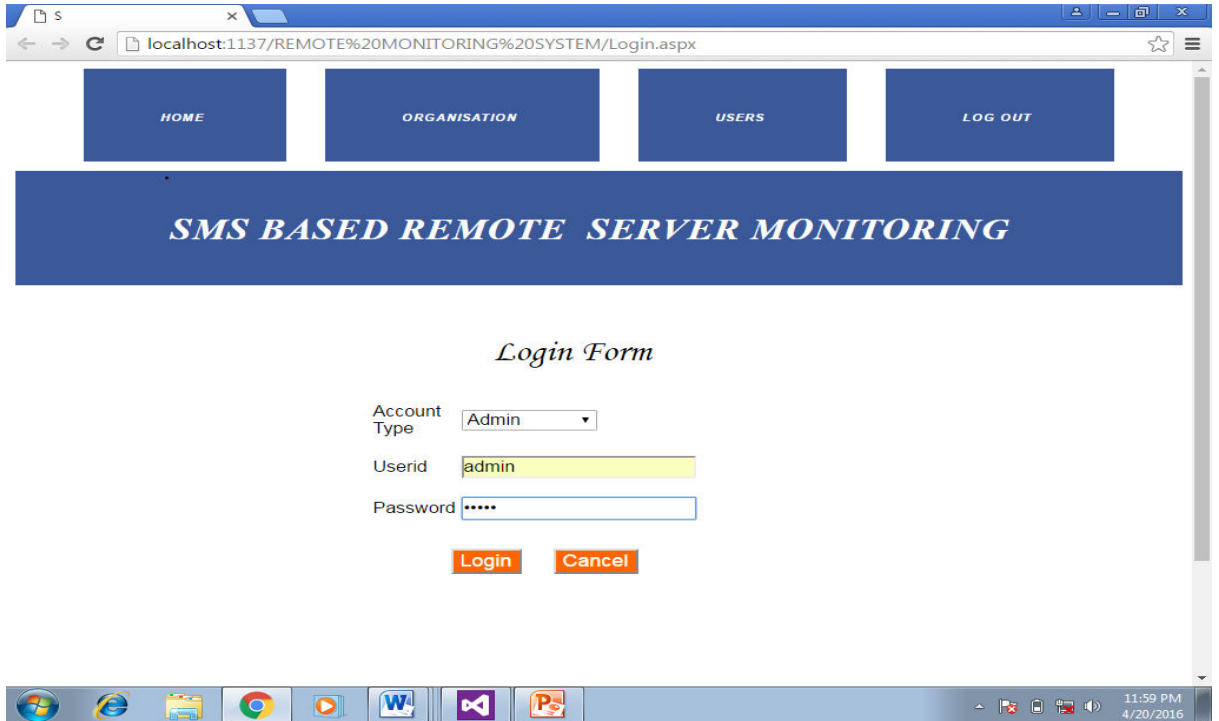 S
localhost:1137/REMOTE%20MONITORING%20SYSTEM/Login.aspx
HOME ORGANISATION USERS LOG OUT
SMS BASED REMOTE SERVER MONITORING
Login Form
Account
Type
Admin
Userid admin
Password •••••
Login Cancel
11:59 PM
4/20/2016